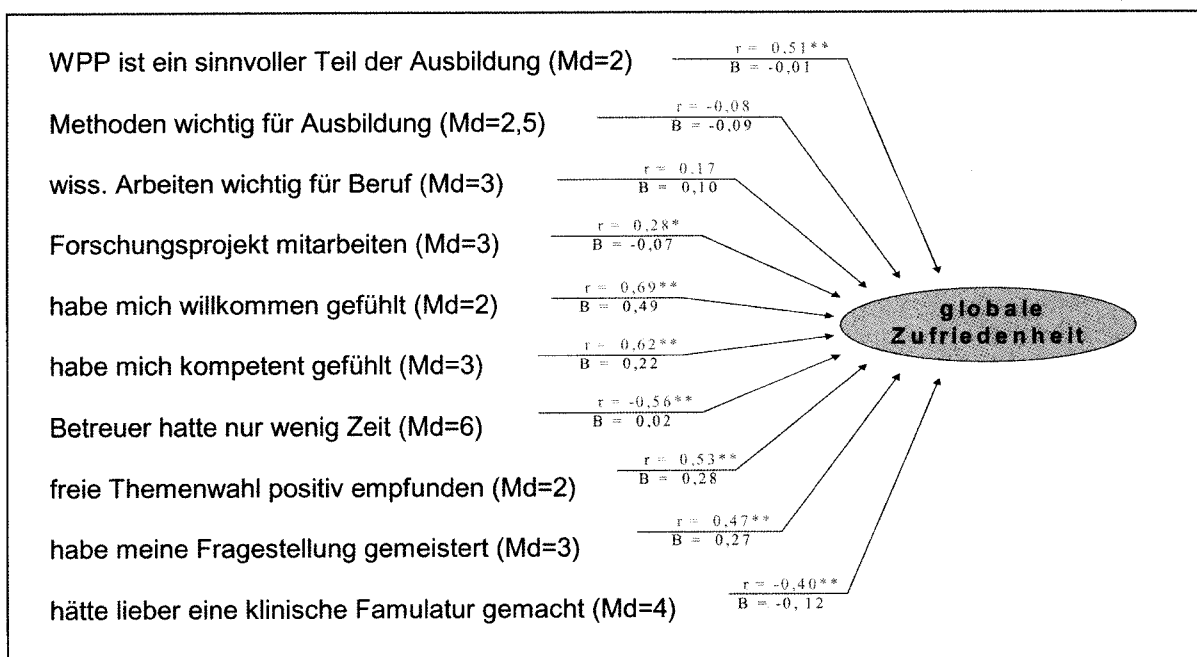 WPP ist ein sinnvoller Teil der Ausbildung (Md=2)
r = 0,51**
B = -0,01
Methoden wichtig für Ausbildung (Md=2,5)
r = -0,08
B = -0,09
wiss. Arbeiten wichtig für Beruf (Md=3)
r = 0.17
B = 0,10
Forschungsprojekt mitarbeiten (Md=3)
r = 0,28*
B = -0,07
habe mich willkommen gefühlt (Md=2)
r = 0,69**
B = 0,49
habe mich kompetent gefühlt (Md=3)
r = 0,62**
B = 0,22
Betreuer hatte nur wenig Zeit (Md=6)
r = -0,56**
B = 0,02
freie Themenwahl positiv empfunden (Md=2)
r = 0,53**
B = 0,28
habe meine Fragestellung gemeistert (Md=3)
r = 0,47**
B = 0,27
hätte lieber eine klinische Famulatur gemacht (Md=4)
r = -0,40**
B = -0, 12
globale
Zufriedenheit